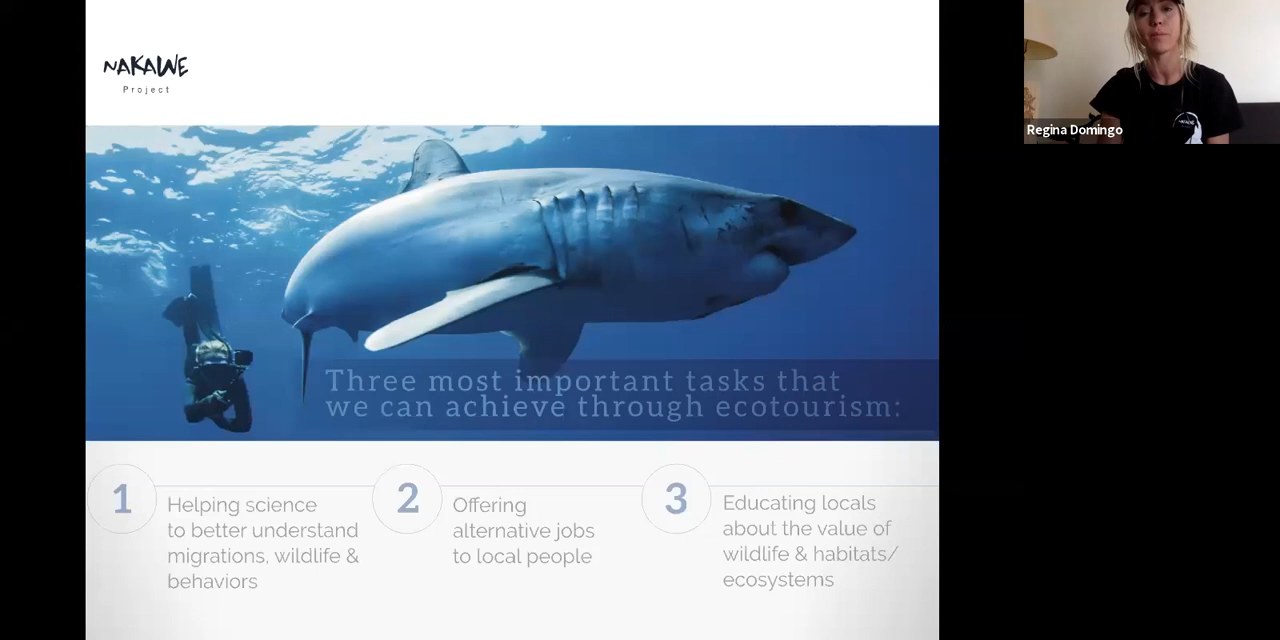 NAKAWE
Project
Regina Domingo
NAKAWE
Three most important tasks that
we can achieve through ecotourism:
1
Helping science
to better understand
migrations, wildlife &
behaviors
2
Offering
alternative jobs
to local people
3
Educating locals
about the value of
wildlife & habitats/
ecosystems